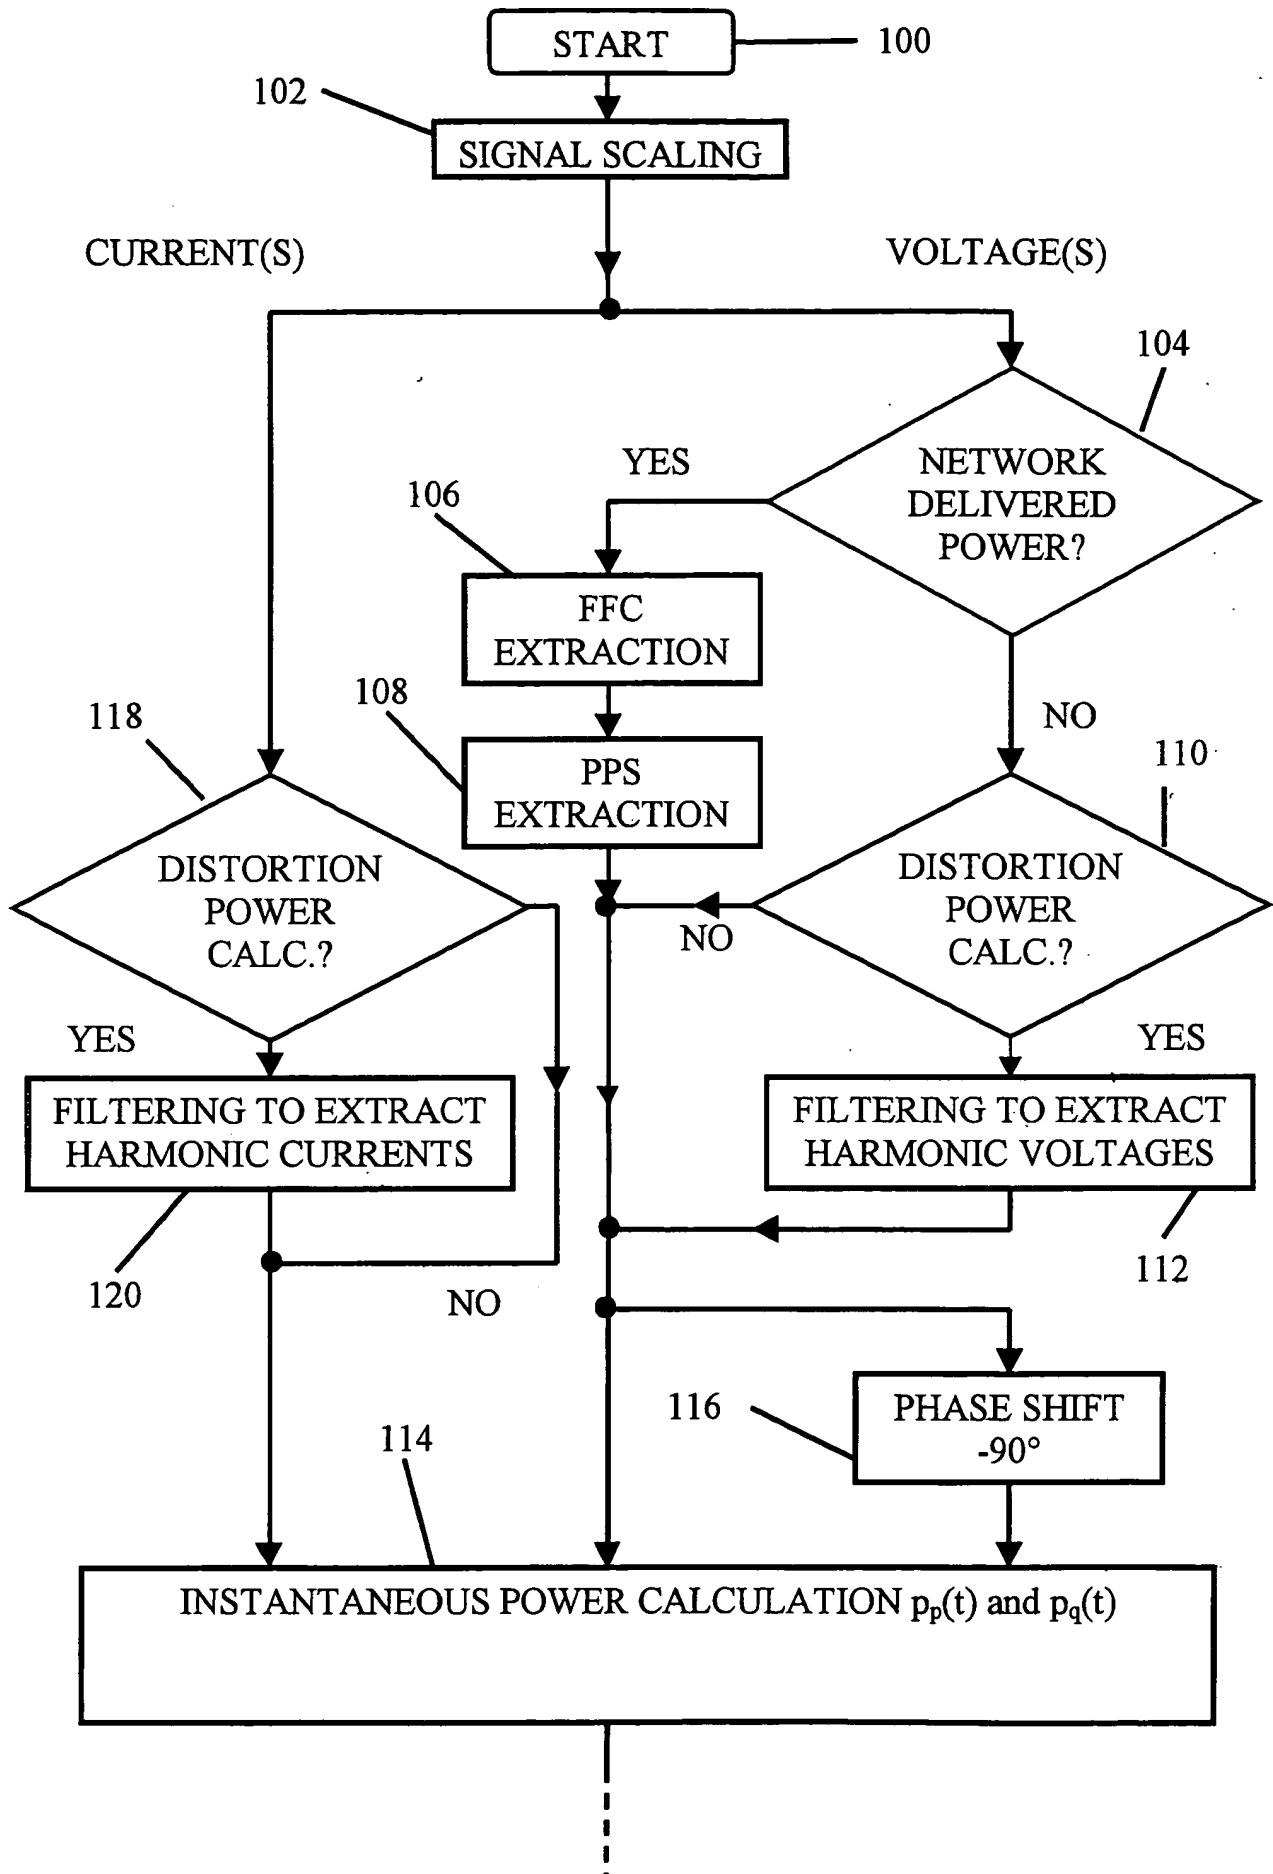 START
100
102
SIGNAL SCALING
CURRENT(S)
VOLTAGE(S)
104
NETWORK
DELIVERED
POWER?
YES
106
FFC
EXTRACTION
108
118
NO
PPS
EXTRACTION
110
DISTORTION
POWER
CALC.?
DISTORTION
POWER
CALC.?
NO
YES
YES
FILTERING TO EXTRACT
HARMONIC CURRENTS
FILTERING TO EXTRACT
HARMONIC VOLTAGES
120
NO
112
116
PHASE SHIFT
-90°
114
INSTANTANEOUS POWER CALCULATION pp(t) and pq(t)